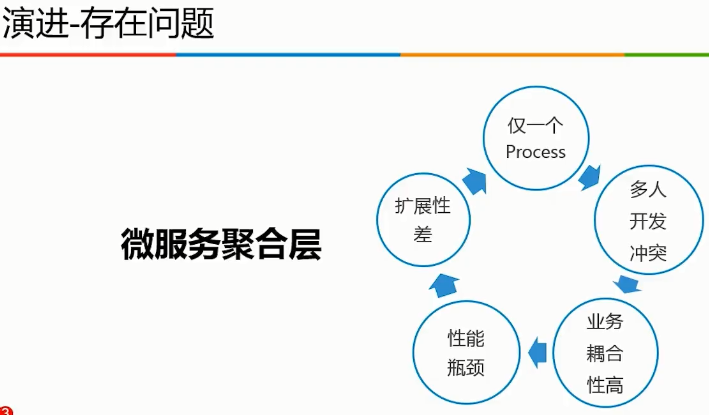 演进-存在问题
仅一个
Process
多人
开发
冲突
扩展性
差
微服务聚合层
业务
耦合
性高
性能
瓶颈
3